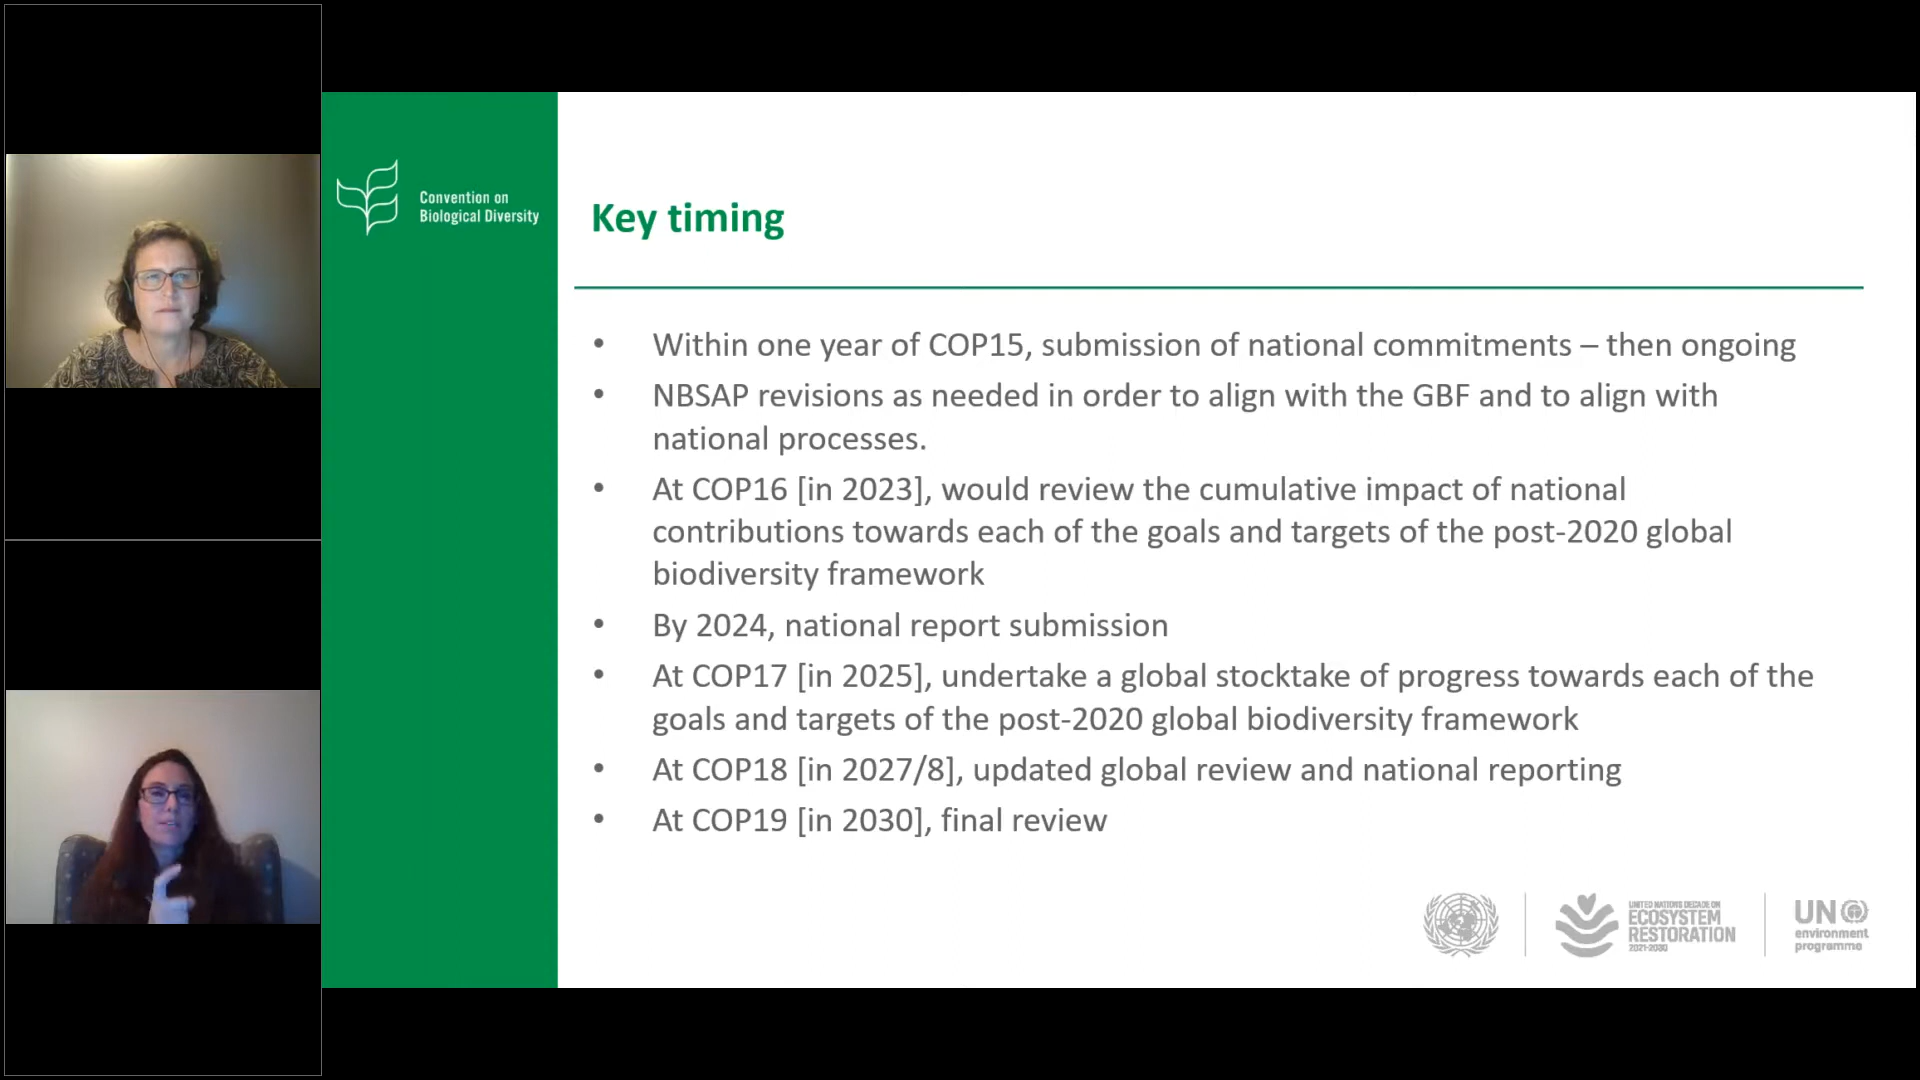 Convention on
Biological Diversity
Key timing
• Within one year of COP15, submission of national commitments – then ongoing
• NBSAP revisions as needed in order to align with the GBF and to align with
national processes.
• At COP16 [in 2023], would review the cumulative impact of national
contributions towards each of the goals and targets of the post-2020 global
biodiversity framework
• By 2024, national report submission
• At COP17 [in 2025], undertake a global stocktake of progress towards each of the
goals and targets of the post-2020 global biodiversity framework
• At COP18 [in 2027/8], updated global review and national reporting
• At COP19 [in 2030], final review
UNITED NATIONS DECADE ON
ECOSYSTEM
RESTORATION
2021-2030
UN
environment
programme